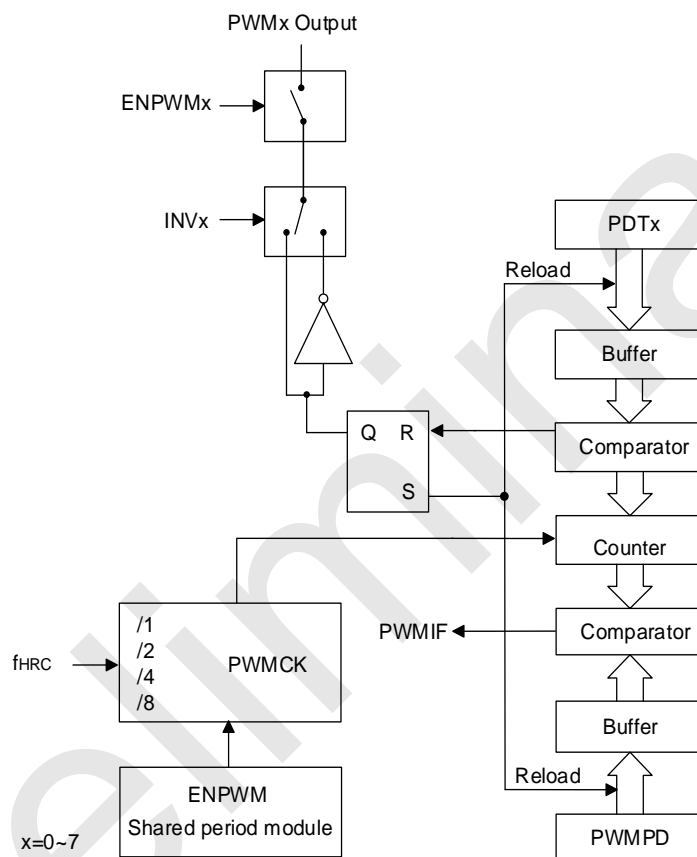 PWMx Output
ENPWMx
INVx
PDTx
Reload
Buffer
Q R
S
Comparator
Counter
/1
/2
/4
/8
PWMCK
fHRC
PWMIF
Comparator
Buffer
Reload
ENPWM
Shared period module
PWMPD
x=0~7
elimina